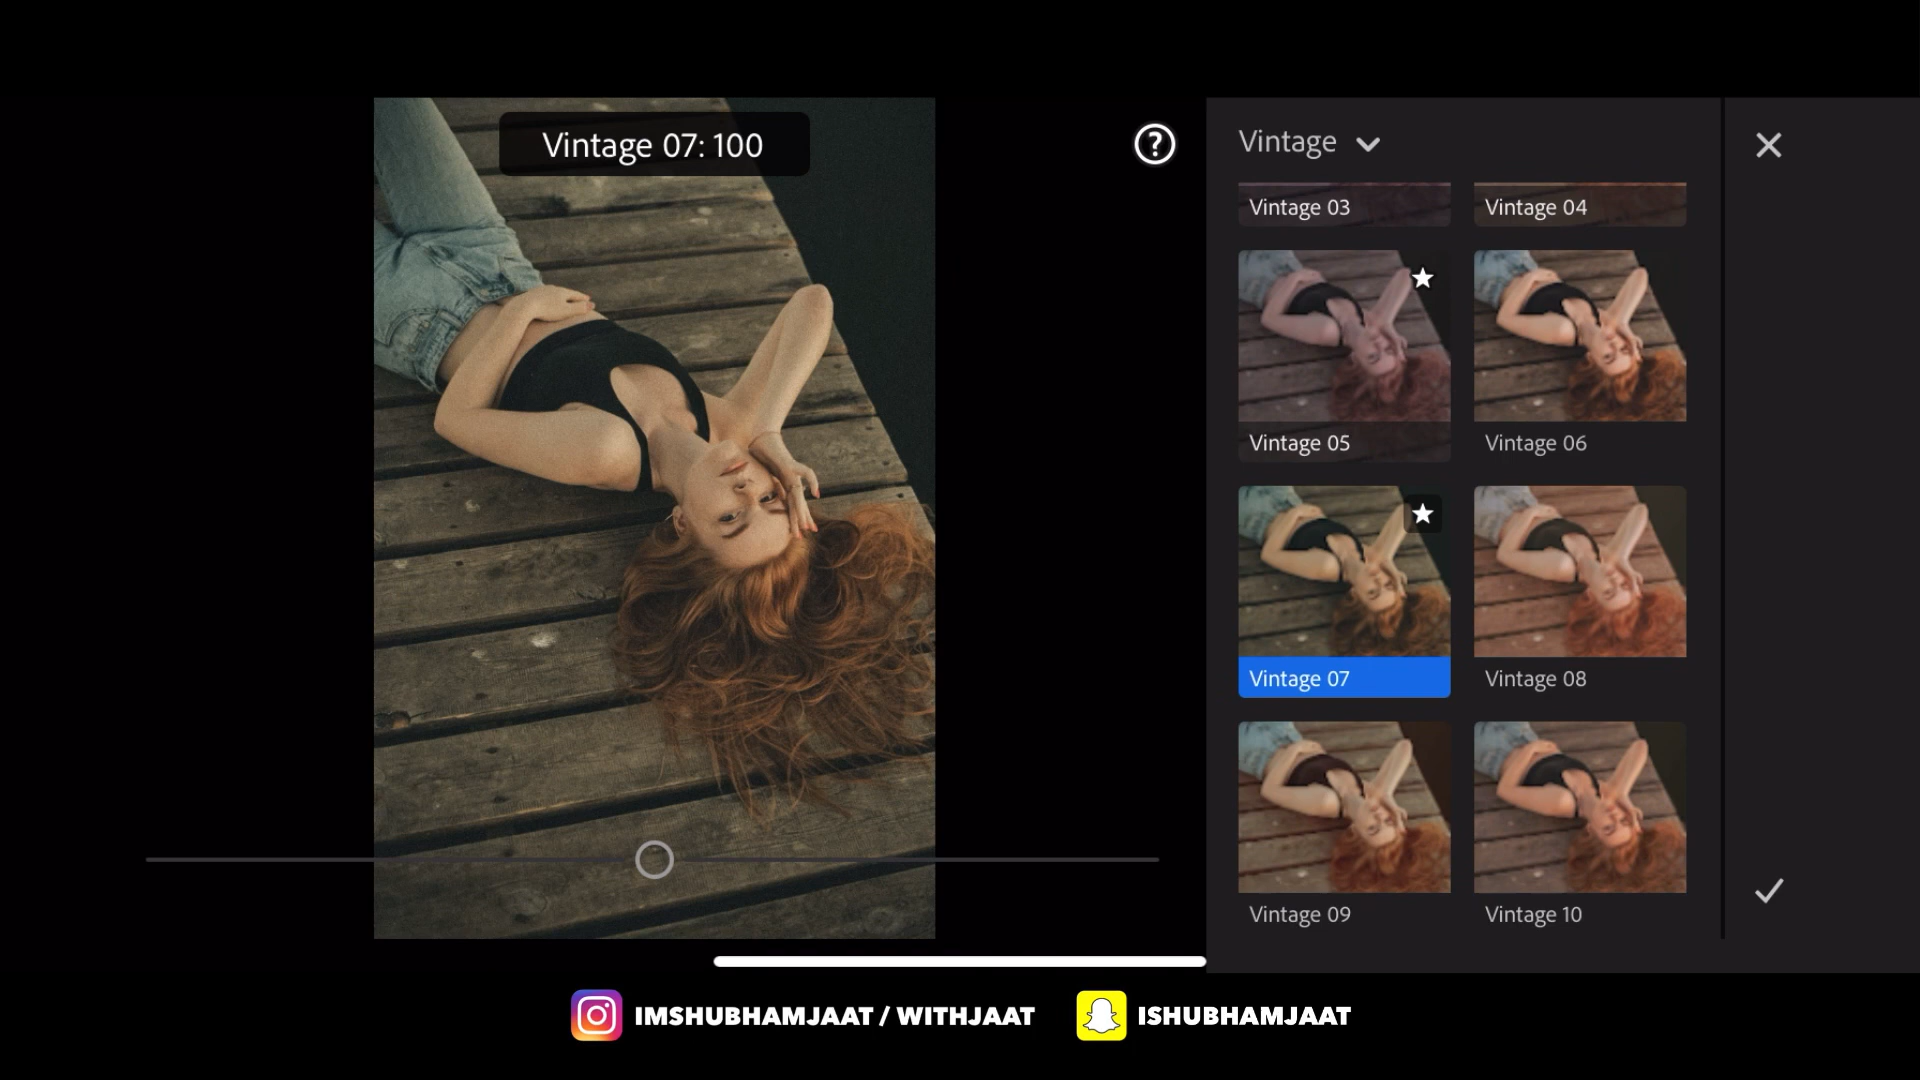 Vintage 07: 100
?
Vintage
Vintage 03
Vintage 04
Vintage 05
Vintage 06
Vintage 07
Vintage 08
Vintage 09
Vintage 10
IMSHUBHAMJAAT / WITHJAAT
ISHUBHAMJAAT